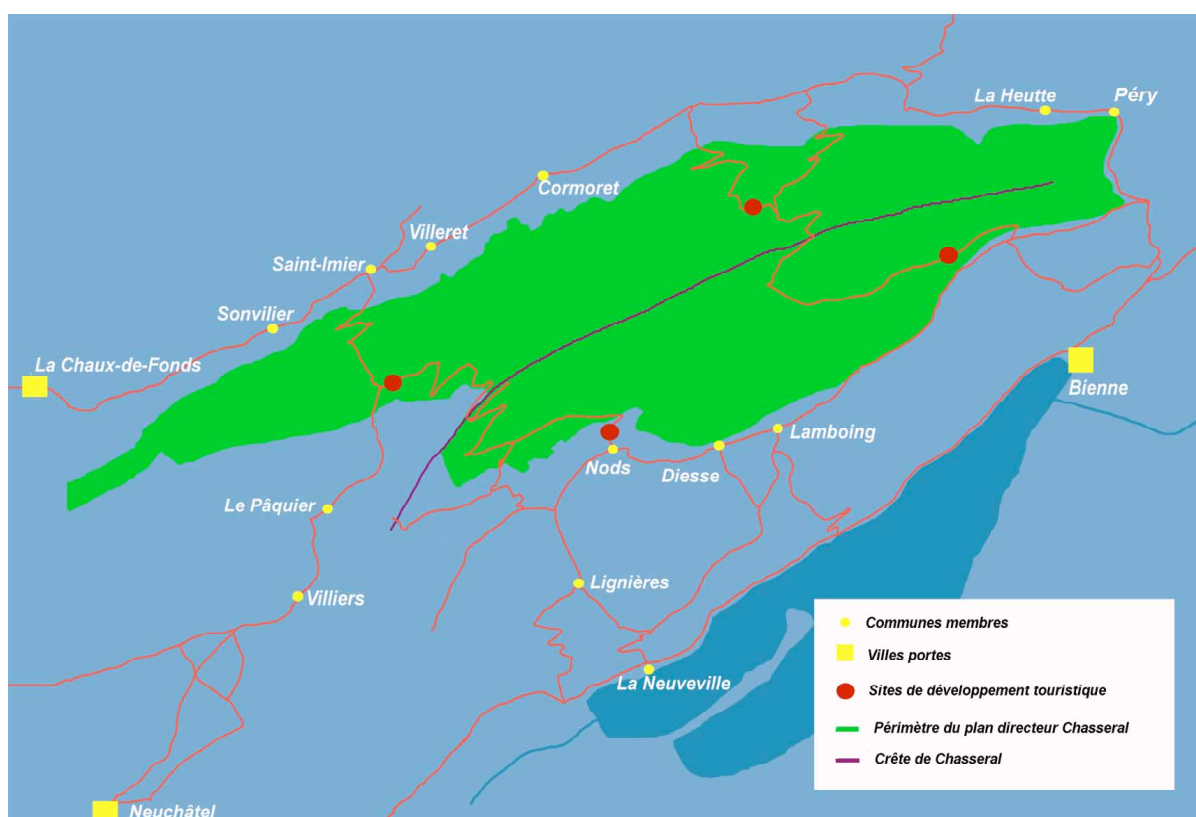 La Heutte
Péry
Cormoret
Villeret
Saint-Imier
Sonvilier
La Chaux-de-Fonds
Bienne
Lamboing
Nods
Diesse
Le Pâquier
Lignières
Villiers
La Neuveville
Neuchâtel
Communes membres
Villes portes
Sites de développement touristique
Périmètre du plan directeur Chasseral
Crête de Chasseral